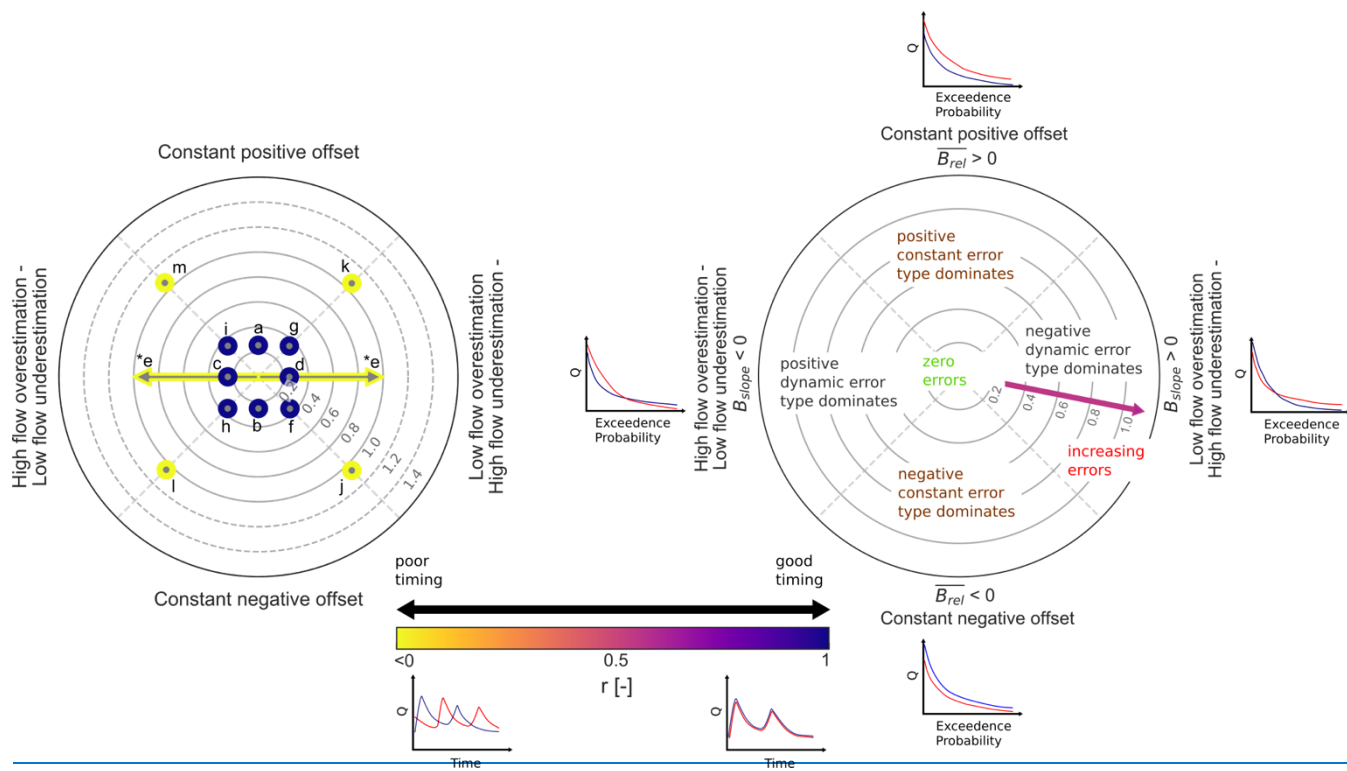 Q
Exceedence
Probability
Constant positive offset
B_rel > 0
Constant positive offset
High flow overestimation -
Low flow underestimation
Low flow overestimation -
High flow underestimation -
m
k
i
a
g
*e
c
d
*e
h
b
f
l
j
0.2
0.4
0.6
0.8
1.0
1.2
1.4
Constant negative offset
Q
Exceedence
Probability
High flow overestimation -
Low flow underestimation
B_slope < 0
positive
constant error
type dominates
positive
dynamic error
type dominates
zero
errors
negative
dynamic error
type dominates
0.2
0.4
0.6
0.8
1.0
increasing
errors
negative
constant error
type dominates
B_slope > 0
Low flow overestimation -
High flow underestimation -
Q
Exceedence
Probability
B_rel < 0
Constant negative offset
Q
Exceedence
Probability
poor
timing
good
timing
<0
0.5
1
r [-]
Q
Time
Q
Time